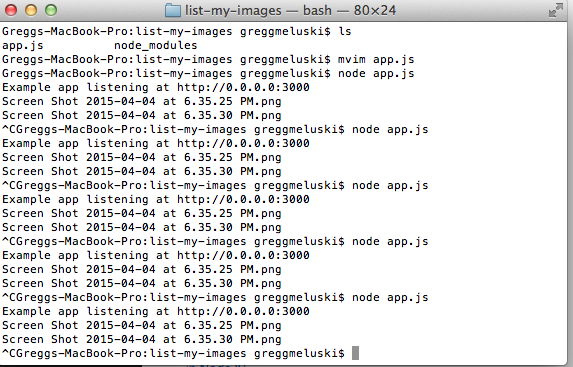 list-my-images — bash — 80×24
Greggs-MacBook-Pro:list-my-images greggmeluski$ ls
app.js          node_modules
Greggs-MacBook-Pro:list-my-images greggmeluski$ mvim app.js
Greggs-MacBook-Pro:list-my-images greggmeluski$ node app.js
Example app listening at http://0.0.0.0:3000
Screen Shot 2015-04-04 at 6.35.25 PM.png
Screen Shot 2015-04-04 at 6.35.30 PM.png
^CGreggs-MacBook-Pro:list-my-images greggmeluski$ node app.js
Example app listening at http://0.0.0.0:3000
Screen Shot 2015-04-04 at 6.35.25 PM.png
Screen Shot 2015-04-04 at 6.35.30 PM.png
^CGreggs-MacBook-Pro:list-my-images greggmeluski$ node app.js
Example app listening at http://0.0.0.0:3000
Screen Shot 2015-04-04 at 6.35.25 PM.png
Screen Shot 2015-04-04 at 6.35.30 PM.png
^CGreggs-MacBook-Pro:list-my-images greggmeluski$ node app.js
Example app listening at http://0.0.0.0:3000
Screen Shot 2015-04-04 at 6.35.25 PM.png
Screen Shot 2015-04-04 at 6.35.30 PM.png
^CGreggs-MacBook-Pro:list-my-images greggmeluski$ node app.js
Example app listening at http://0.0.0.0:3000
Screen Shot 2015-04-04 at 6.35.25 PM.png
Screen Shot 2015-04-04 at 6.35.30 PM.png
^CGreggs-MacBook-Pro:list-my-images greggmeluski$